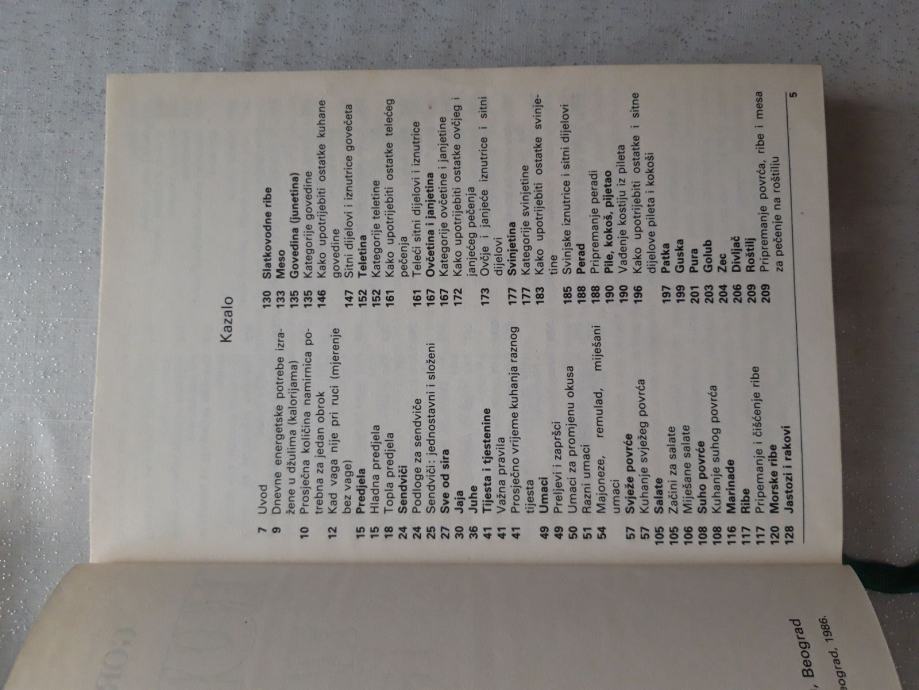 Kazalo
7 Uvod
9 Dnevne energetske potrebe izra-
žene u džulima (kalorijama)
10 Prosječna količina namirnica po-
trebna za jedan obrok
12 Kad vaga nije pri ruci (mjerenje
bez vage)
15 Predjela
15 Hladna predjela
18 Topla predjela
24 Sendviči
24 Podloge za sendviče
25 Sendviči: jednostavni i složeni
27 Sve od sira
30 Jaja
36 Juhe
41 Tijesta i tjestenine
41 Važna pravila
41 Prosječno vrijeme kuhanja raznog
tijesta
49 Umaci
49 Preljevi i zapršci
50 Umaci za promjenu okusa
51 Razni umaci
54 Majoneze, remulad, miješani
umaci
57 Svježe povrće
57 Kuhanje svježeg povrća
105 Salate
105 Začini za salate
106 Miješane salate
108 Suho povrće
108 Kuhanje suhog povrća
116 Marinade
117 Ribe
117 Pripemanje i čišćenje ribe
120 Morske ribe
128 Jastozi i rakovi
130 Slatkovodne ribe
133 Meso
135 Govedina (junetina)
135 Kategorije govedine
146 Kako upotrijebiti ostatke kuhane
govedine
147 Sitni dijelovi i iznutrice govečeta
152 Teletina
152 Kategorije teletine
161 Kako upotrijebiti ostatke telećeg
pečenja
161 Teleći sitni dijelovi i iznutrice
167 Ovčetina i janjetina
167 Kategorije ovčetine i janjetine
172 Kako upotrijebiti ostatke ovčjeg i
janjećeg pečenja
173 Ovčje i janjeće iznutrice i sitni
dijelovi
177 Svinjetina
177 Kategorije svinjetine
183 Kako upotrijebiti ostatke svinje-
tine
185 Svinjske iznutrice i sitni dijelovi
188 Perad
188 Pripremanje peradi
190 Pile, kokoš, pijetao
190 Vađenje kostiju iz pileta
196 Kako upotrijebiti ostatke i sitne
dijelove pileta i kokoši
197 Patka
199 Guska
201 Pura
203 Golub
204 Zec
206 Divljač
209 Roštilj
209 Pripremanje povrća, ribe i mesa
za pečenje na roštilju
5
, Beograd
eograd, 1986.